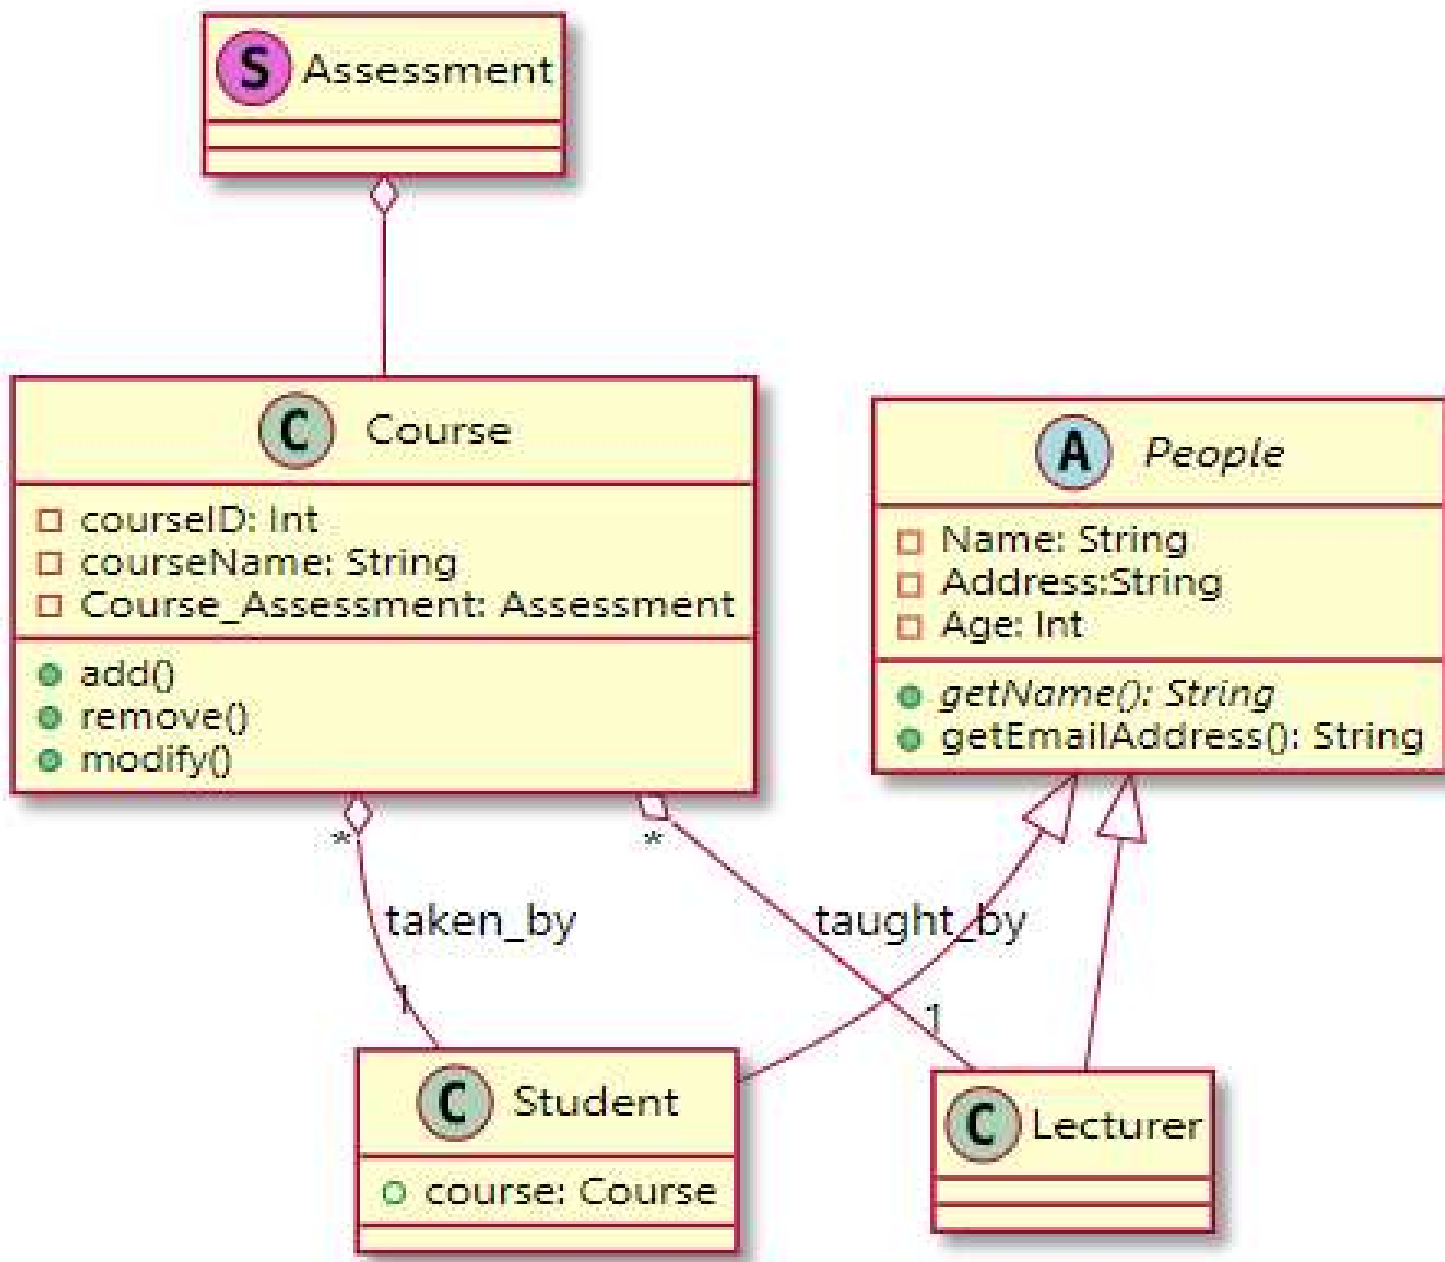 S Assessment
C Course
courseID: Int
courseName: String
Course_Assessment: Assessment
add()
remove()
modify()
A People
Name: String
Address:String
Age: Int
getName(): String
getEmailAddress(): String
*
*
taken_by
taught_by
1
1
C Student
course: Course
C Lecturer